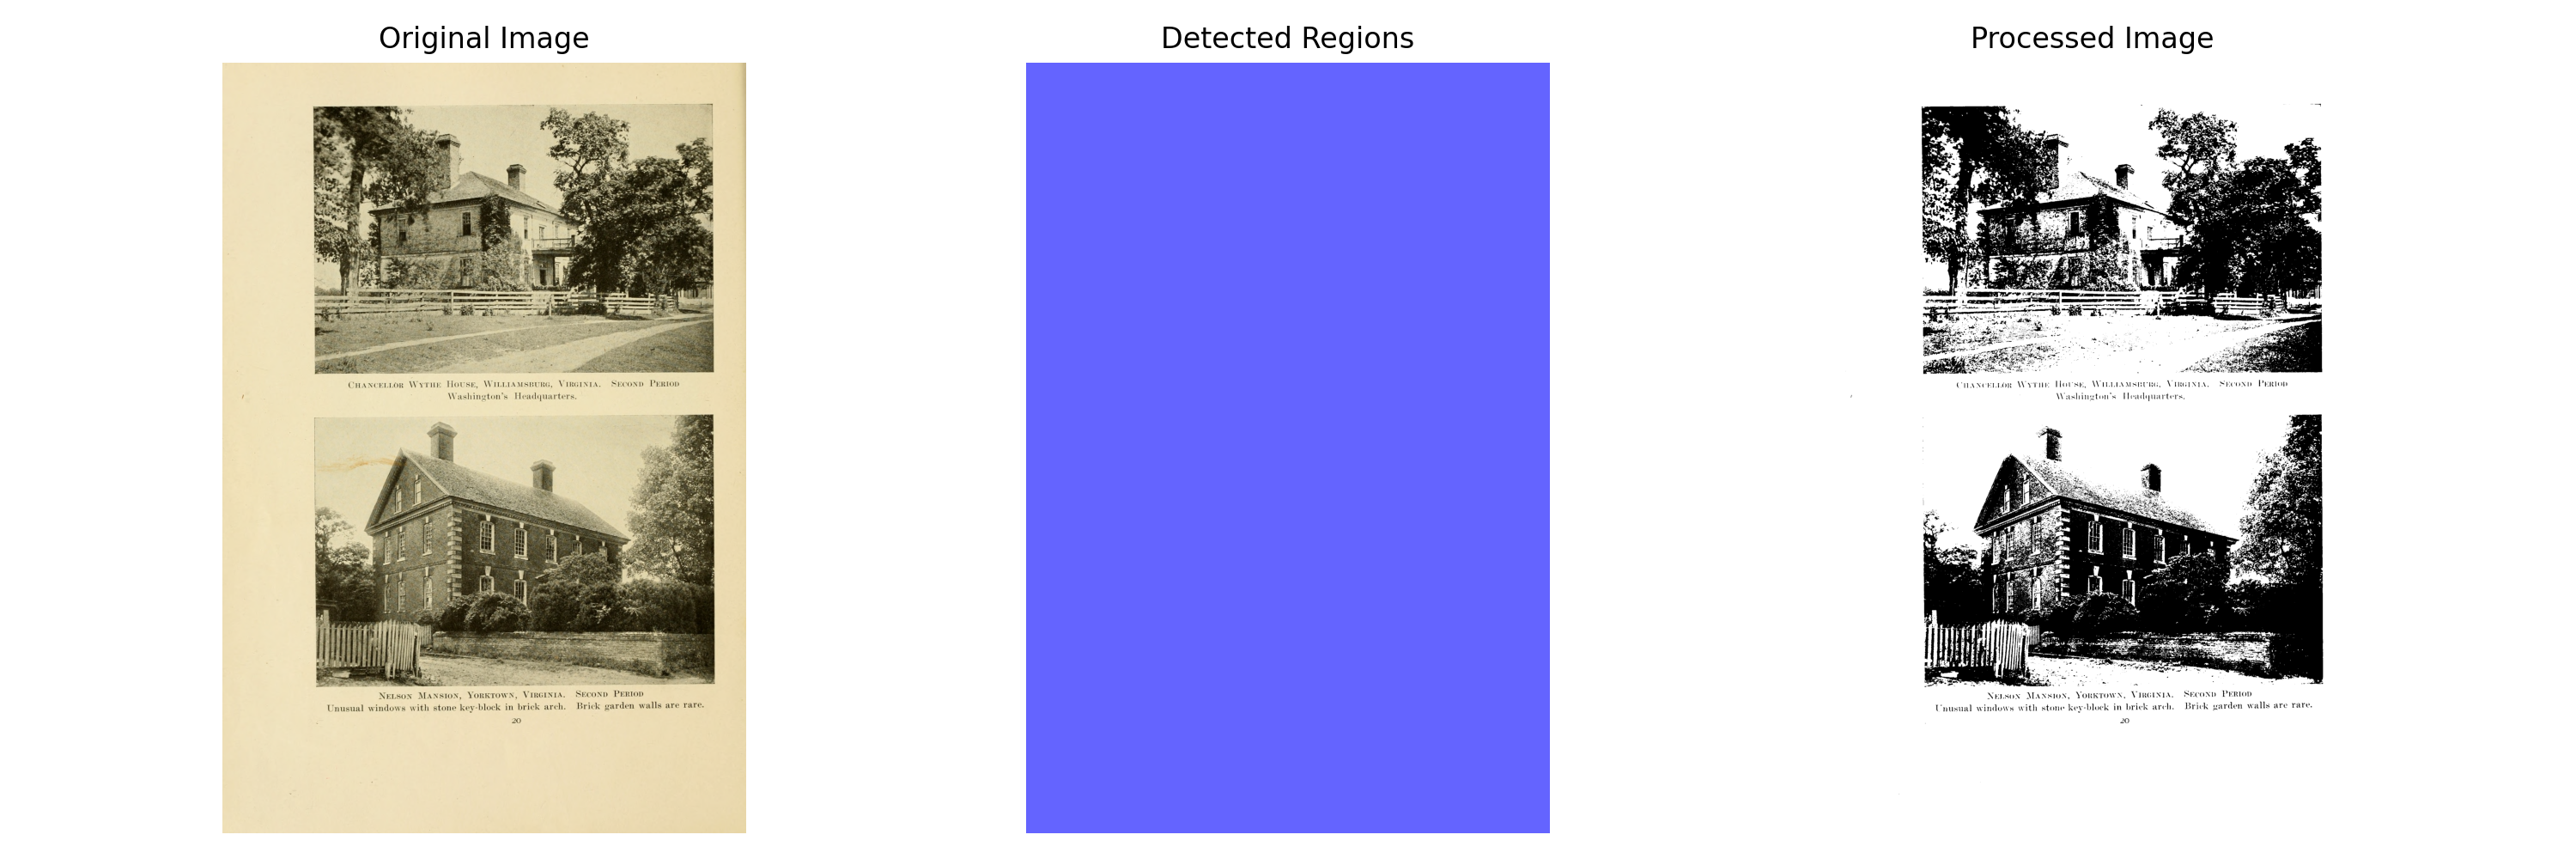 Original Image
Detected Regions
Processed Image
CHANCELLOR WYTHE HOUSE, WILLIAMSBURG, VIRGINIA. SECOND PERIOD
Washington's Headquarters.
NELSON MANSION, YORKTOWN, VIRGINIA. SECOND PERIOD
Unusual windows with stone key-block in brick arch. Brick garden walls are rare.
20
CHANCELLOR WYTHE HOUSE, WILLIAMSBURG, VIRGINIA. SECOND PERIOD
Washington's Headquarters.
NELSON MANSION, YORKTOWN, VIRGINIA. SECOND PERIOD
Unusual windows with stone key-block in brick arch. Brick garden walls are rare.
20